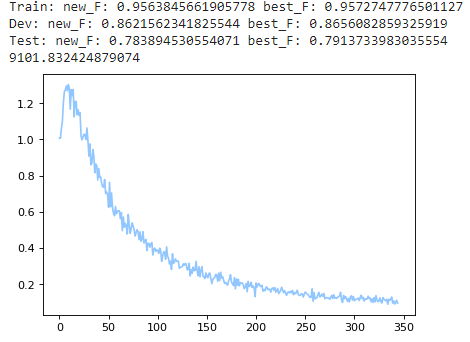 Train: new_F: 0.9563845661905778 best_F: 0.9572747776501127
Dev: new_F: 0.8621562341825544 best_F: 0.8656082859325919
Test: new_F: 0.783894530554071 best_F: 0.7913733983035554
9101.832424879074
1.2
1.0
0.8
0.6
0.4
0.2
0 50 100 150 200 250 300 350